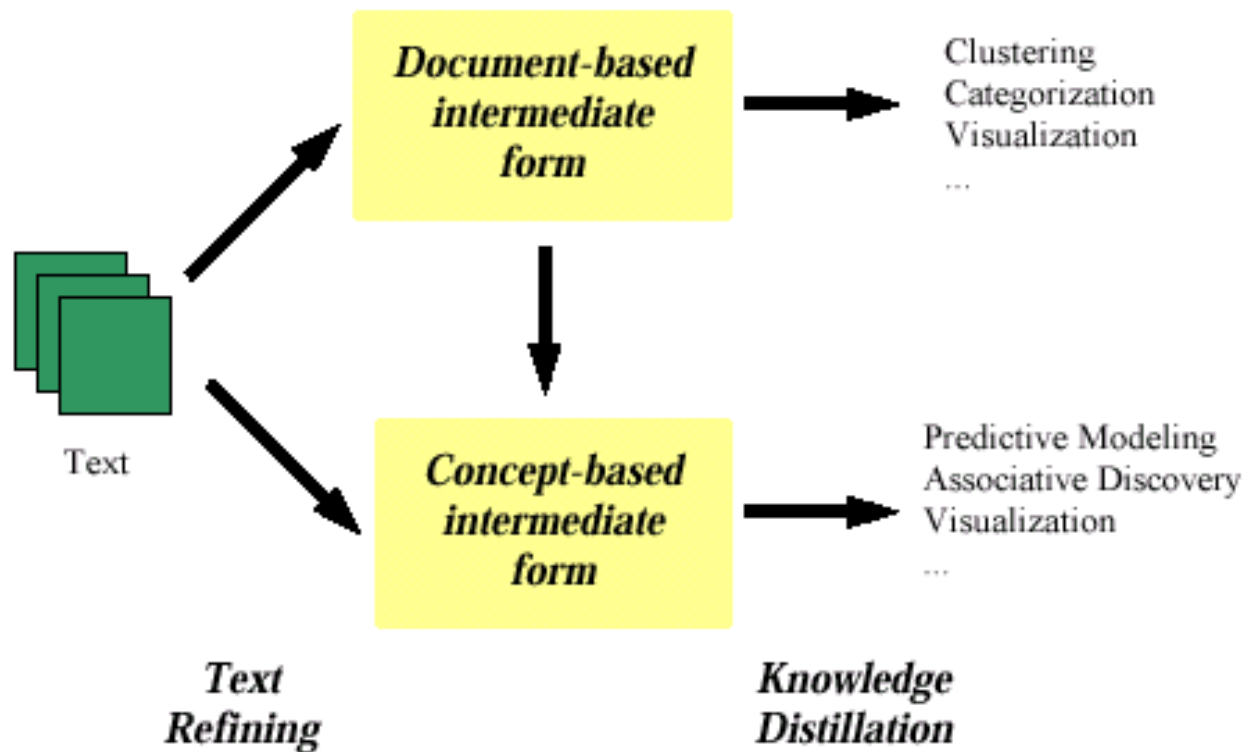 Document-based
intermediate
form
Clustering
Categorization
Visualization
...
Text
Concept-based
intermediate
form
Predictive Modeling
Associative Discovery
Visualization
...
Text
Refining
Knowledge
Distillation